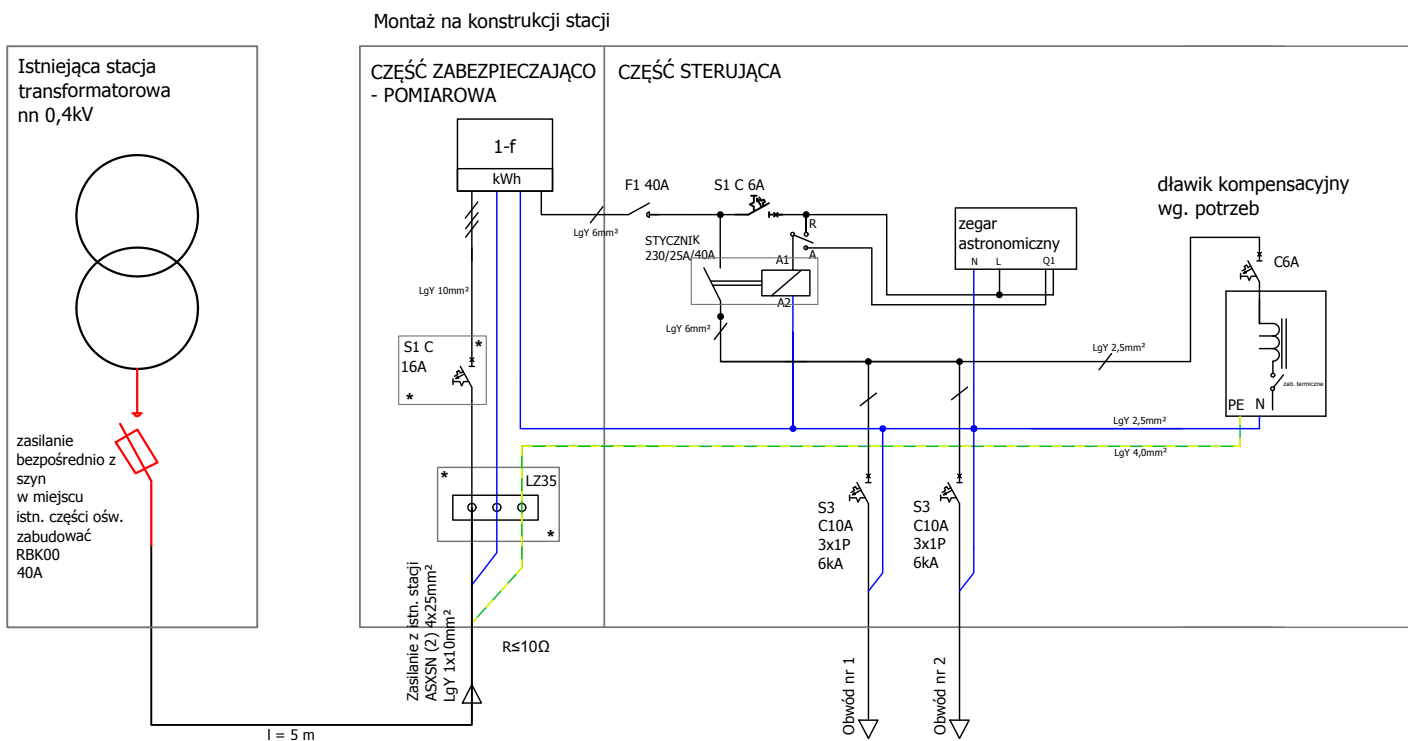 Montaż na konstrukcji stacji
Istniejąca stacja
transformatorowa
nn 0,4kV
zasilanie
bezpośrednio z
szyn
w miejscu
istn. części ośw.
zabudować
RBK00
40A
l = 5 m
CZĘŚĆ ZABEZPIECZAJĄCO
- POMIAROWA
1-f
kWh
LgY 10mm²
S1 C
16A
*
*
*
LZ35
*
Zasilanie z istn. stacji
ASXSN (2) 4x25mm²
LgY 1x10mm²
R≤10Ω
CZĘŚĆ STERUJĄCA
LgY 6mm²
F1 40A
S1 C 6A
STYCZNIK
230/25A/40A
R
A
A1
A2
LgY 6mm²
zegar
astronomiczny
N L Q1
dławik kompensacyjny
wg. potrzeb
C6A
zab. termiczne
PE N
LgY 2,5mm²
LgY 2,5mm²
LgY 4,0mm²
S3
C10A
3x1P
6kA
S3
C10A
3x1P
6kA
Obwód nr 1
Obwód nr 2